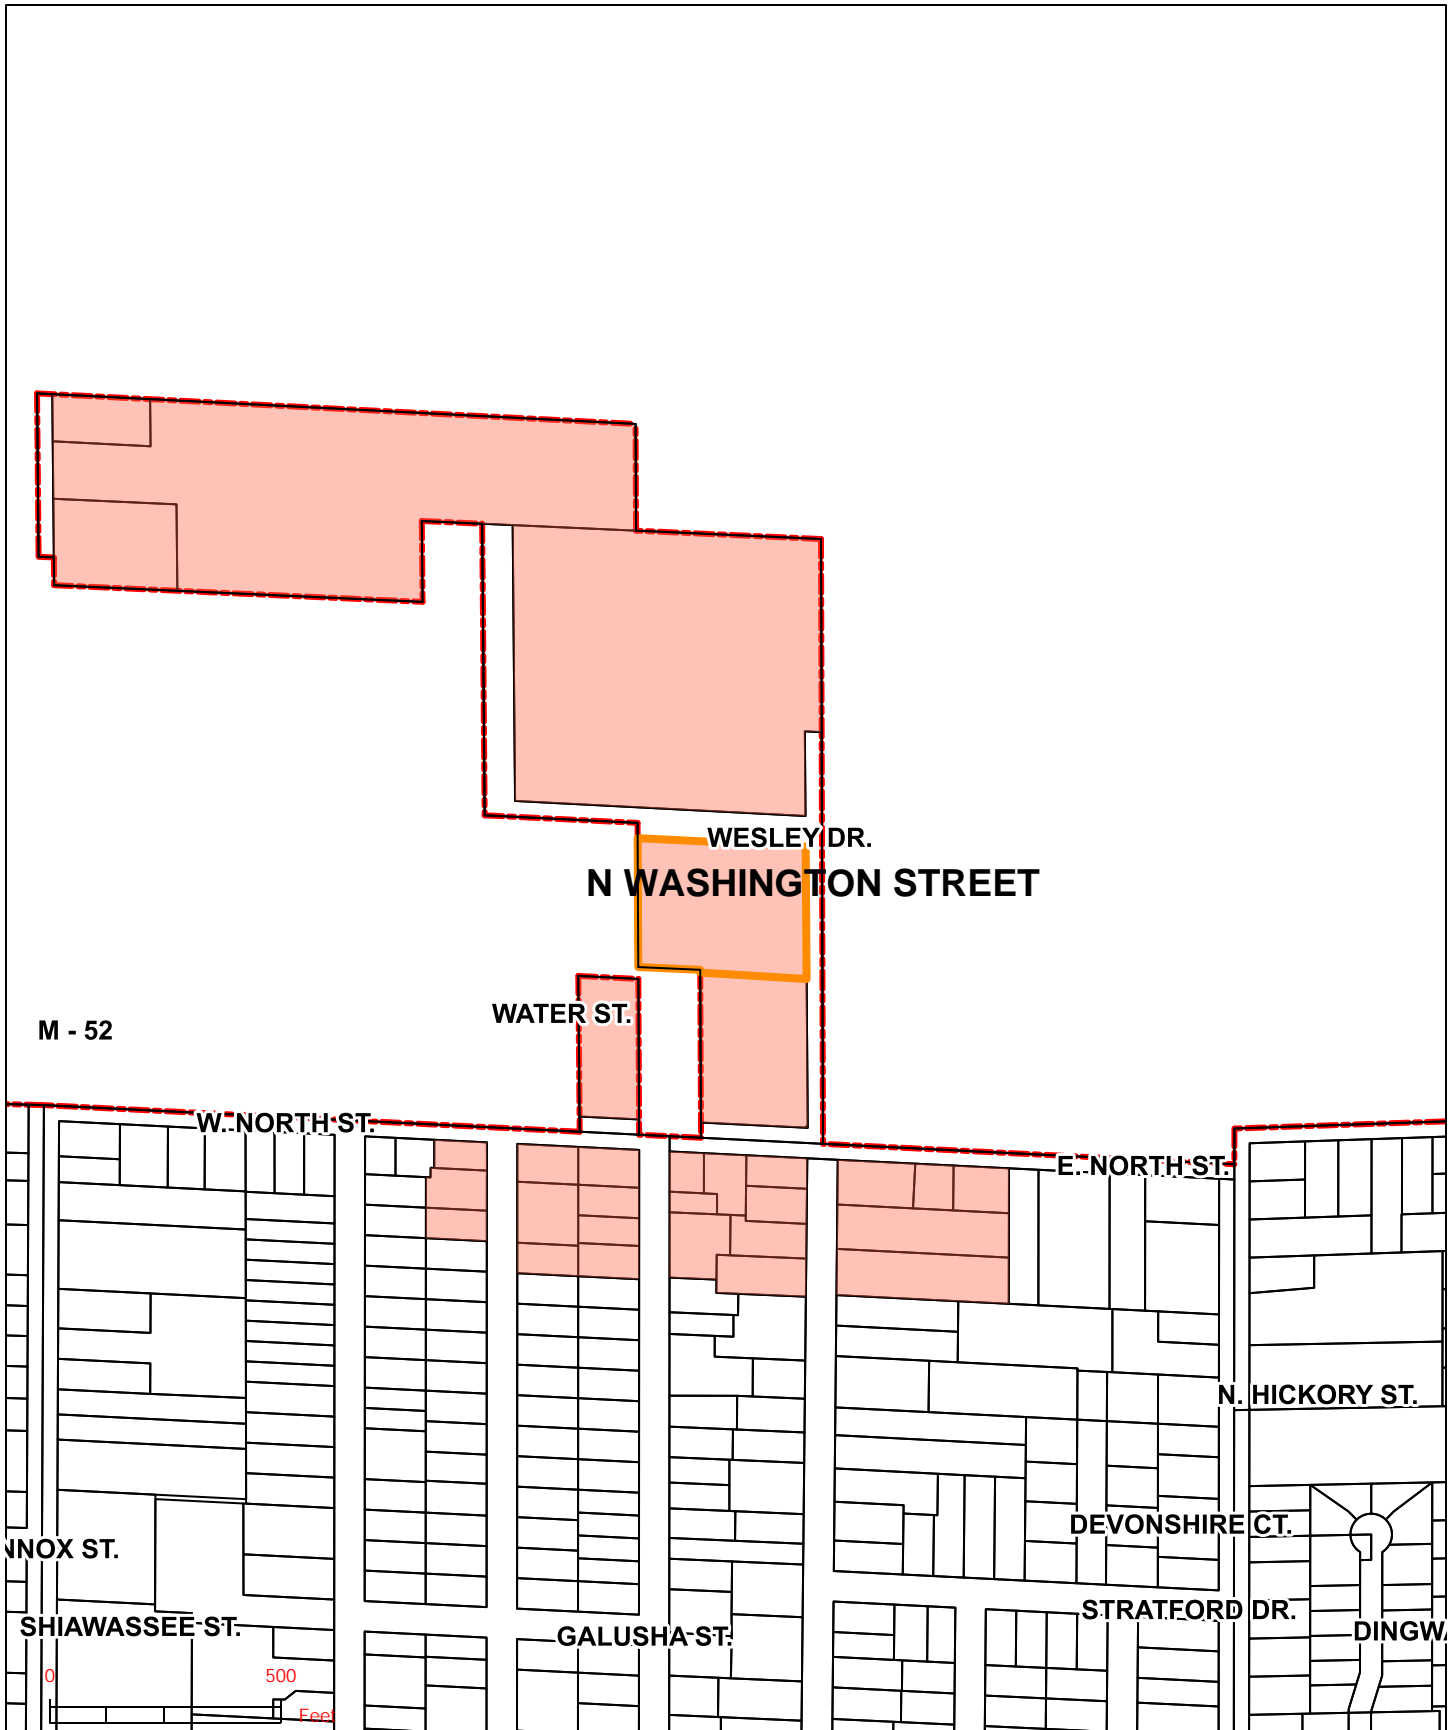 WESLEY DR.
N WASHINGTON STREET
WATER ST.
M - 52
W. NORTH ST.
E. NORTH ST.
N. HICKORY ST.
DEVONSHIRE CT.
NNOX ST.
STRATFORD DR.
SHIAWASSEE ST.
GALUSHA ST.
DINGWA
0 500
Feet